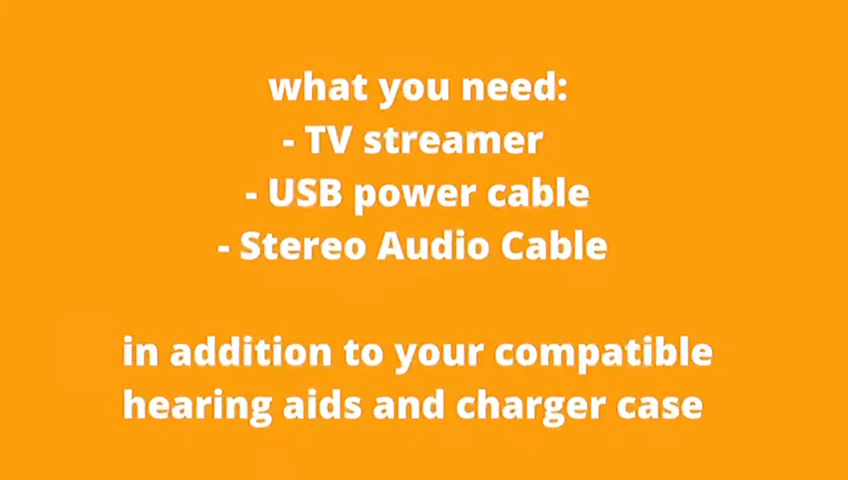 what you need:
- TV streamer
- USB power cable
- Stereo Audio Cable
in addition to your compatible
hearing aids and charger case